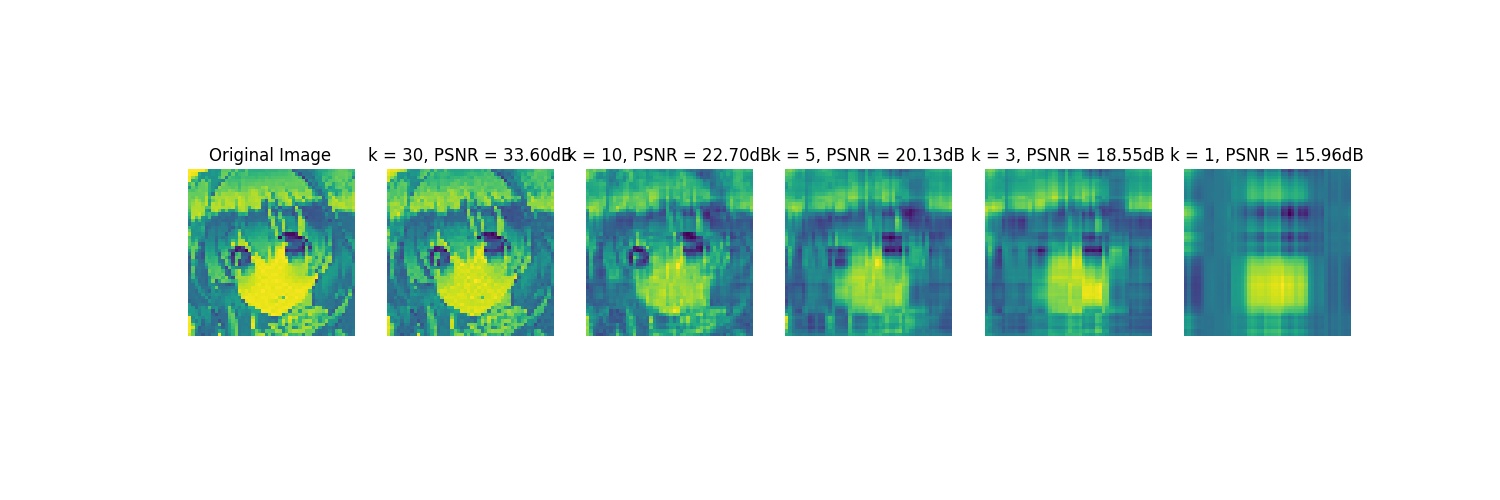 Original Image
k = 30, PSNR = 33.60dB
k = 10, PSNR = 22.70dB
k = 5, PSNR = 20.13dB
k = 3, PSNR = 18.55dB
k = 1, PSNR = 15.96dB